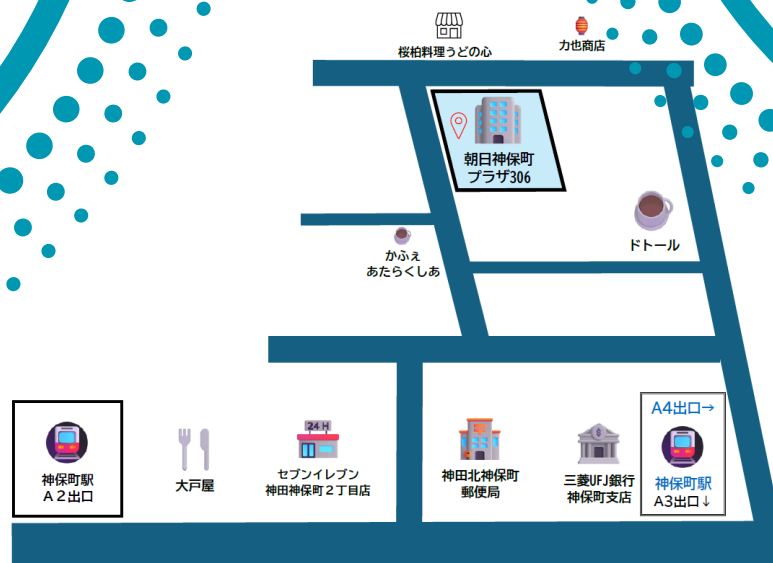 桜柏料理うどの心
力也商店
朝日神保町
プラザ306
ドトール
かふぇ
あたらくしあ
24H
神保町駅
A2出口
大戸屋
セブンイレブン
神田神保町２丁目店
神田北神保町
郵便局
三菱UFJ銀行
神保町支店
A4出口→
神保町駅
A3出口↓